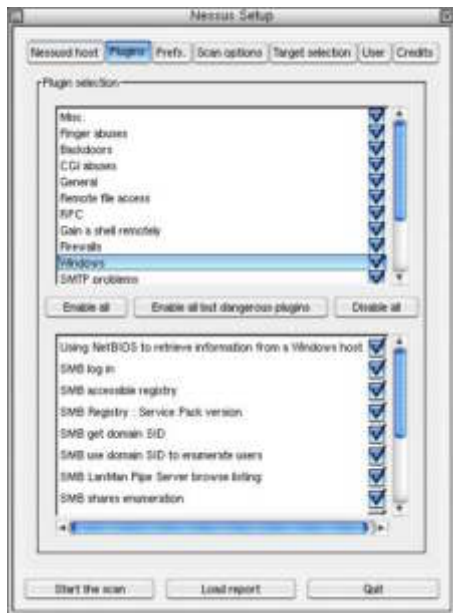 Nessus Setup
Nessusd host Plugins Prefs. Scan options Target selection User Credits
Plugin selection
Misc.
Finger abuses
Backdoors
CGI abuses
General
Remote file access
RPC
Gain a shell remotely
Firewalls
Windows
SMTP problems
Enable all Enable all but dangerous plugins Disable all
Using NetBIOS to retrieve information from a Windows host
SMB log in
SMB accessible registry
SMB Registry : Service Pack version
SMB get domain SID
SMB use domain SID to enumerate users
SMB LanMan Pipe Server browse listing
SMB shares enumeration
Start the scan Load report Quit